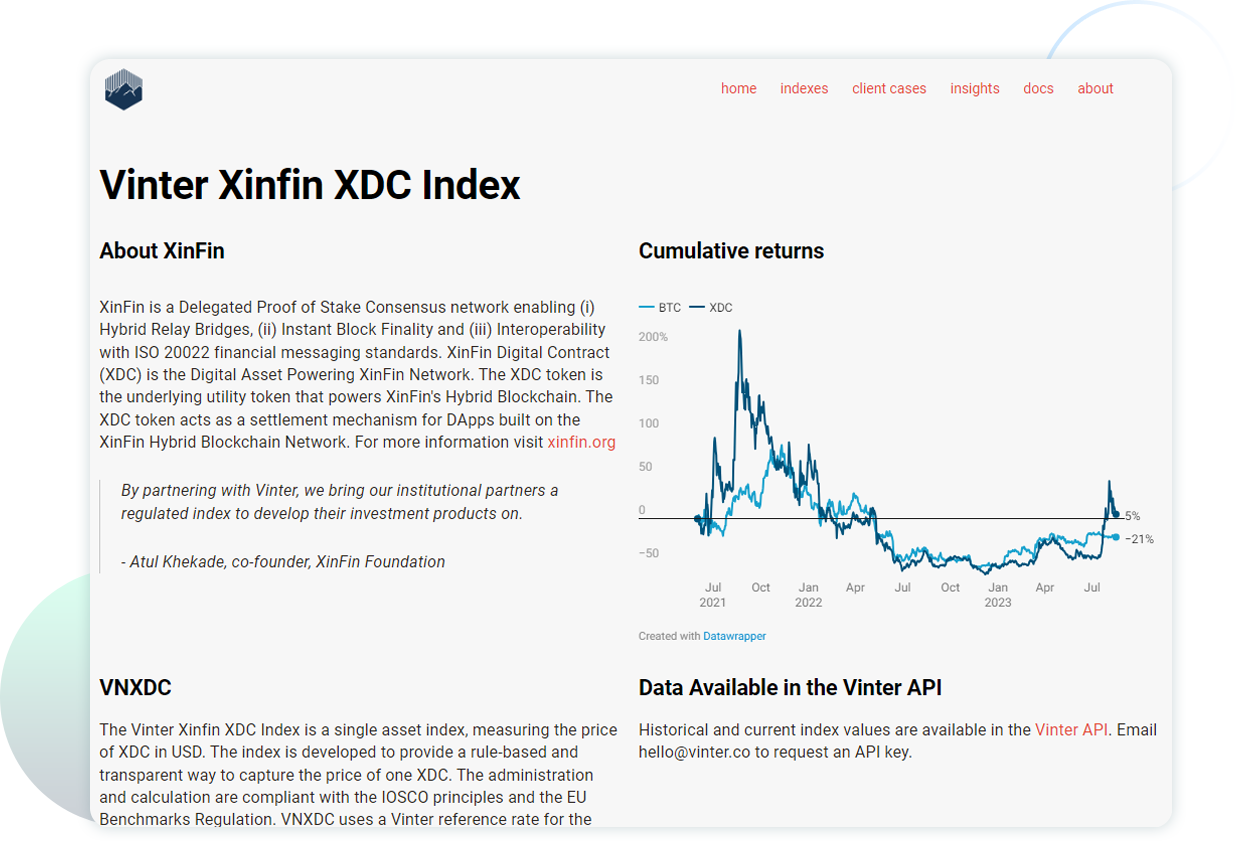 home indexes client cases insights docs about
Vinter Xinfin XDC Index
About XinFin
XinFin is a Delegated Proof of Stake Consensus network enabling (i)
Hybrid Relay Bridges, (ii) Instant Block Finality and (iii) Interoperability
with ISO 20022 financial messaging standards. XinFin Digital Contract
(XDC) is the Digital Asset Powering XinFin Network. The XDC token is
the underlying utility token that powers XinFin's Hybrid Blockchain. The
XDC token acts as a settlement mechanism for DApps built on the
XinFin Hybrid Blockchain Network. For more information visit xinfin.org
By partnering with Vinter, we bring our institutional partners a
regulated index to develop their investment products on.
- Atul Khekade, co-founder, XinFin Foundation
Cumulative returns
BTC XDC
200%
150
100
50
0
−50
5%
−21%
Jul Oct Jan Apr Jul Oct Jan Apr Jul
2021 2022 2023
Created with Datawrapper
VNXDC
The Vinter Xinfin XDC Index is a single asset index, measuring the price
of XDC in USD. The index is developed to provide a rule-based and
transparent way to capture the price of one XDC. The administration
and calculation are compliant with the IOSCO principles and the EU
Benchmarks Regulation. VNXDC uses a Vinter reference rate for the
Data Available in the Vinter API
Historical and current index values are available in the Vinter API. Email
hello@vinter.co to request an API key.